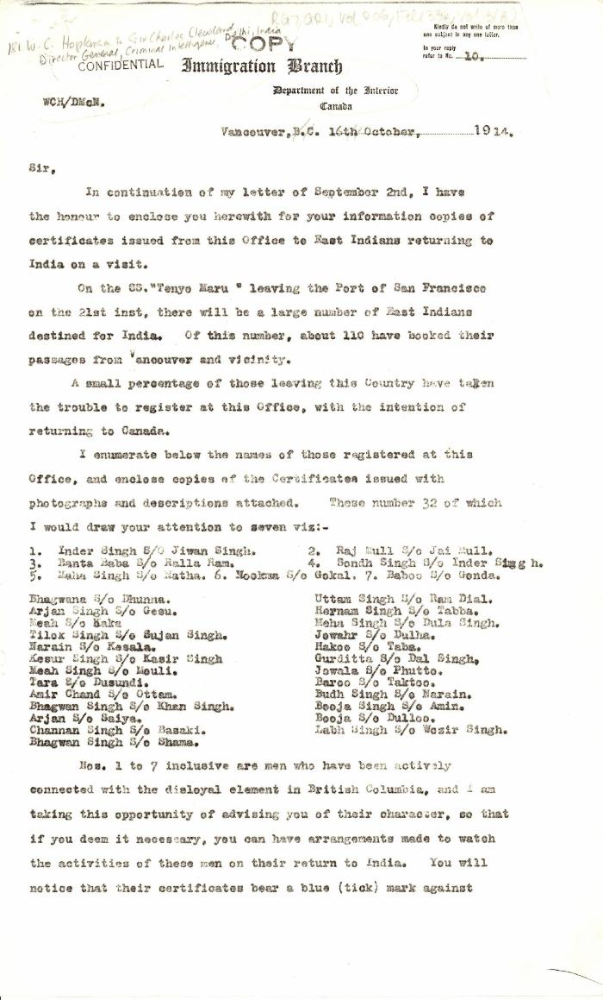 RG7, G21, Vol 206, File 332, Vol 13(B)
181. W. C. Hopkinson to Sir Charles Cleveland
Director General, Criminal Intelligence, Delhi, India
COPY
CONFIDENTIAL
Immigration Branch
Kindly do not write of more than
one subject in any one letter.
In your reply
refer to No. 10.
Department of the Interior
Canada
WCH/DMcN.
Vancouver, B.C. 16th October, 1914.
Sir,
In continuation of my letter of September 2nd, I have
the honour to enclose you herewith for your information copies of
certificates issued from this Office to East Indians returning to
India on a visit.
On the SS."Tenyo Maru " leaving the Port of San Francisco
on the 21st inst, there will be a large number of East Indians
destined for India. Of this number, about 110 have booked their
passages from Vancouver and vicinity.
A small percentage of those leaving this Country have taken
the trouble to register at this Office, with the intention of
returning to Canada.
I enumerate below the names of those registered at this
Office, and enclose copies of the Certificates issued with
photographs and descriptions attached. These number 32 of which
I would draw your attention to seven viz:-
1. Inder Singh S/O Jiwan Singh. 2. Raj Mull S/o Jai Mull.
3. Banta Baba S/o Ralla Ram. 4. Sondh Singh S/o Inder Singh.
5. Maha Singh S/o Natha. 6. Mookma S/o Gokal. 7. Baboo S/o Gonda.
Bhagwana S/o Dhunna. Uttam Singh S/o Ram Dial.
Arjan Singh S/o Gesu. Hernam Singh S/o Tabba.
Meah S/o Kaka Meha Singh S/o Dula Singh.
Tilok Singh S/o Sujan Singh. Jowahr S/o Dulha.
Narain S/o Kesala. Hakoo S/o Taba.
Kesur Singh S/o Kasir Singh Gurditta S/o Dal Singh.
Meah Singh S/o Mouli. Jowala S/o Phutto.
Tara S/o Dusundi. Baroo S/o Taktoo.
Amir Chand S/o Ottam. Budh Singh S/o Narain.
Bhagwan Singh S/o Khan Singh. Booja Singh S/o Amin.
Arjan S/o Saiya. Booja S/o Dulloo.
Channan Singh S/o Basaki. Labh Singh S/o Wozir Singh.
Bhagwan Singh S/o Shama.
Nos. 1 to 7 inclusive are men who have been actively
connected with the disloyal element in British Columbia, and I am
taking this opportunity of advising you of their character, so that
if you deem it necessary, you can have arrangements made to watch
the activities of these men on their return to India. You will
notice that their certificates bear a blue (tick) mark against